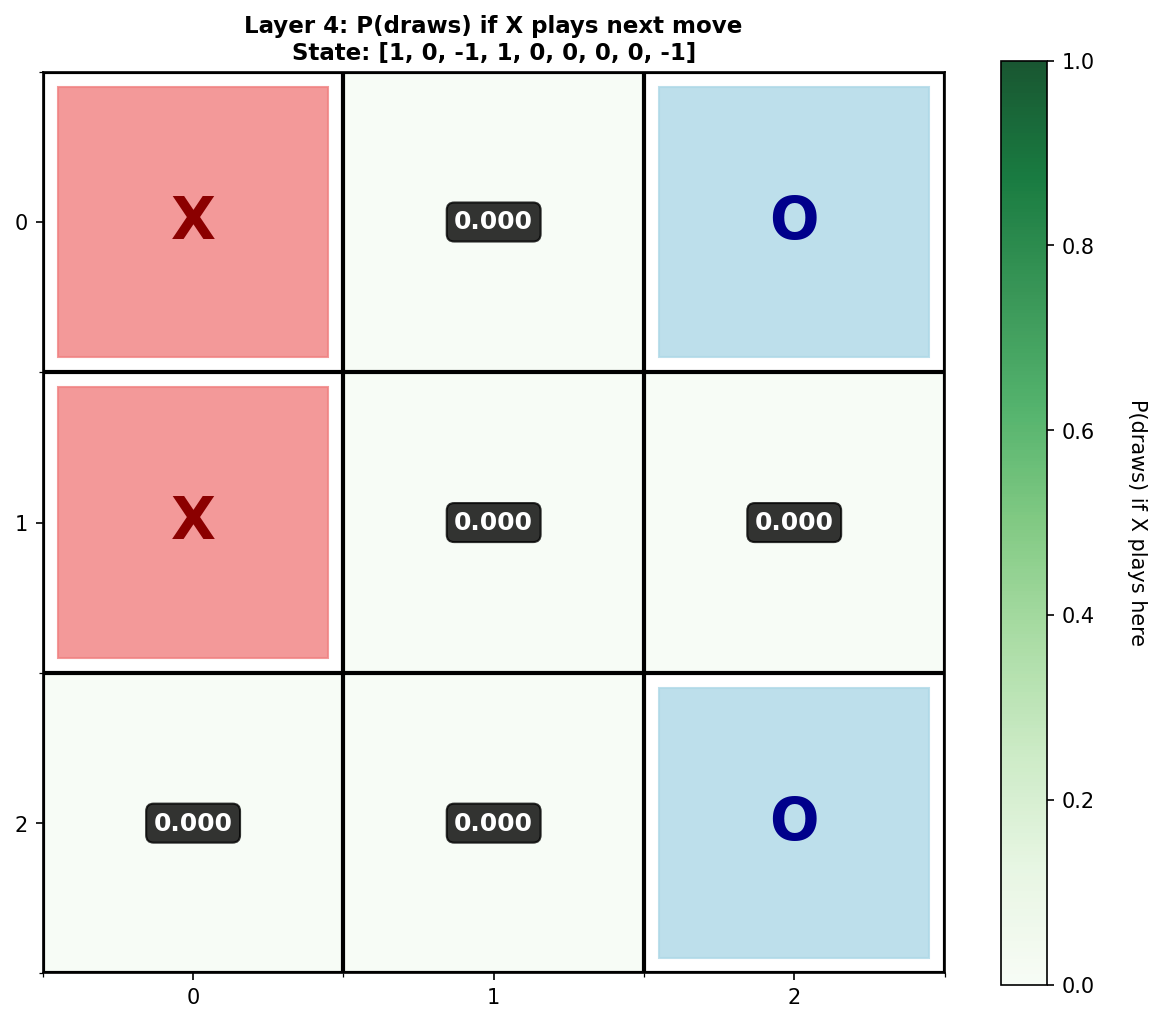 Layer 4: P(draws) if X plays next move
State: [1, 0, -1, 1, 0, 0, 0, 0, -1]
0
X
0.000
O
1
X
0.000
0.000
2
0.000
0.000
O
0
1
2
1.0
0.8
0.6
0.4
0.2
0.0
P(draws) if X plays here